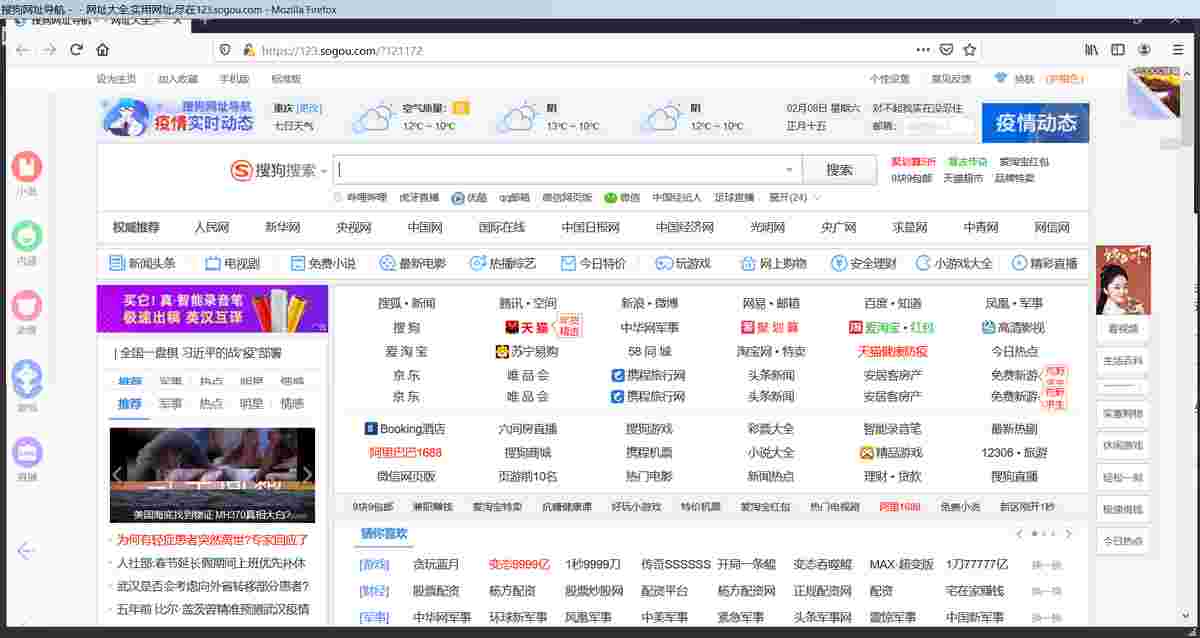 搜狗网址导航 - - 网址大全,实用网址,尽在123.sogou.com - Mozilla Firefox
https://123.sogou.com/?121172
设为主页 加入收藏 手机版 标准版 个性设置 意见反馈 换肤 (护眼色)
搜狗网址导航
疫情实时动态
重庆 [更改]
七日天气
空气质量:
12℃ ~ 10℃
阴
13℃ ~ 10℃
阴
12℃ ~ 10℃
02月08日 星期六
正月十五
对不起我实在没忍住
邮箱:
疫情动态
搜狗搜索 搜索
聚划算5折 复古传奇 爱淘宝红包
9块9包邮 天猫超市 品牌特卖
哔哩哔哩 虎牙直播 优酷 qq邮箱 微信网页版 微信 中国经纪人 足球直播 展开(24)
权威推荐 人民网 新华网 央视网 中国网 国际在线 中国日报网 中国经济网 光明网 央广网 求是网 中青网 网信网
新闻头条 电视剧 免费小说 最新电影 热播综艺 今日特价 玩游戏 网上购物 安全理财 小游戏大全 精彩直播
买它! 真·智能录音笔
极速出稿 英汉互译
搜狐·新闻 腾讯·空间 新浪·微博 网易·邮箱 百度·知道 凤凰·军事
搜 狗 天 猫 年货精选 中华网军事 聚 划 算 爱淘宝·红包 高清影视
爱 淘 宝 苏宁易购 58 同 城 淘宝网·特卖 天猫健康防疫 今日热点
京 东 唯 品 会 携程旅行网 头条新闻 安居客房产 免费新游
京 东 唯 品 会 携程旅行网 头条新闻 安居客房产 免费新游 荒野求生
Booking酒店 六间房直播 搜狗游戏 彩票大全 智能录音笔 最新热剧
阿里巴巴1688 搜狗商城 携程机票 小说大全 精品游戏 12306·旅游
微信网页版 页游前10名 热门电影 新闻热点 理财·贷款 搜狗直播
9块9包邮 兼职赚钱 爱淘宝特卖 抗癌健康课 好玩小游戏 特价机票 爱淘宝红包 热门电视剧 阿里1688 免费小说 新区刚开1秒
全国一盘棋 习近平的战"疫"部署
推荐 军事 热点 明星 情感
推荐 军事 热点 明星 情感
美国海底找到物证 MH370真相大白?
为何有轻症患者突然离世?专家回应了
人社部:春节延长假期间上班优先补休
武汉是否会考虑向外省转移部分患者?
五年前 比尔·盖茨曾精准预测武汉疫情
猜你喜欢
[游戏] 贪玩蓝月 变态9999亿 1秒9999刀 传奇SSSSSS 开局一条鲲 变态吞噬鲲 MAX·超变版 1刀77777亿 换一换
[财经] 股票配资 杨方配资 股票炒股网 配资平台 杨方配资网 正规配资网 配资 宅在家赚钱 换一换
[军事] 中华网军事 环球新军事 凤凰军事 中美军事 紧急军事 头条军事网 震惊军事 中国新军事 换一换
小说
直播
商城
看视频
生活百科
实惠购物
休闲游戏
轻松一刻
极速借钱
今日热点